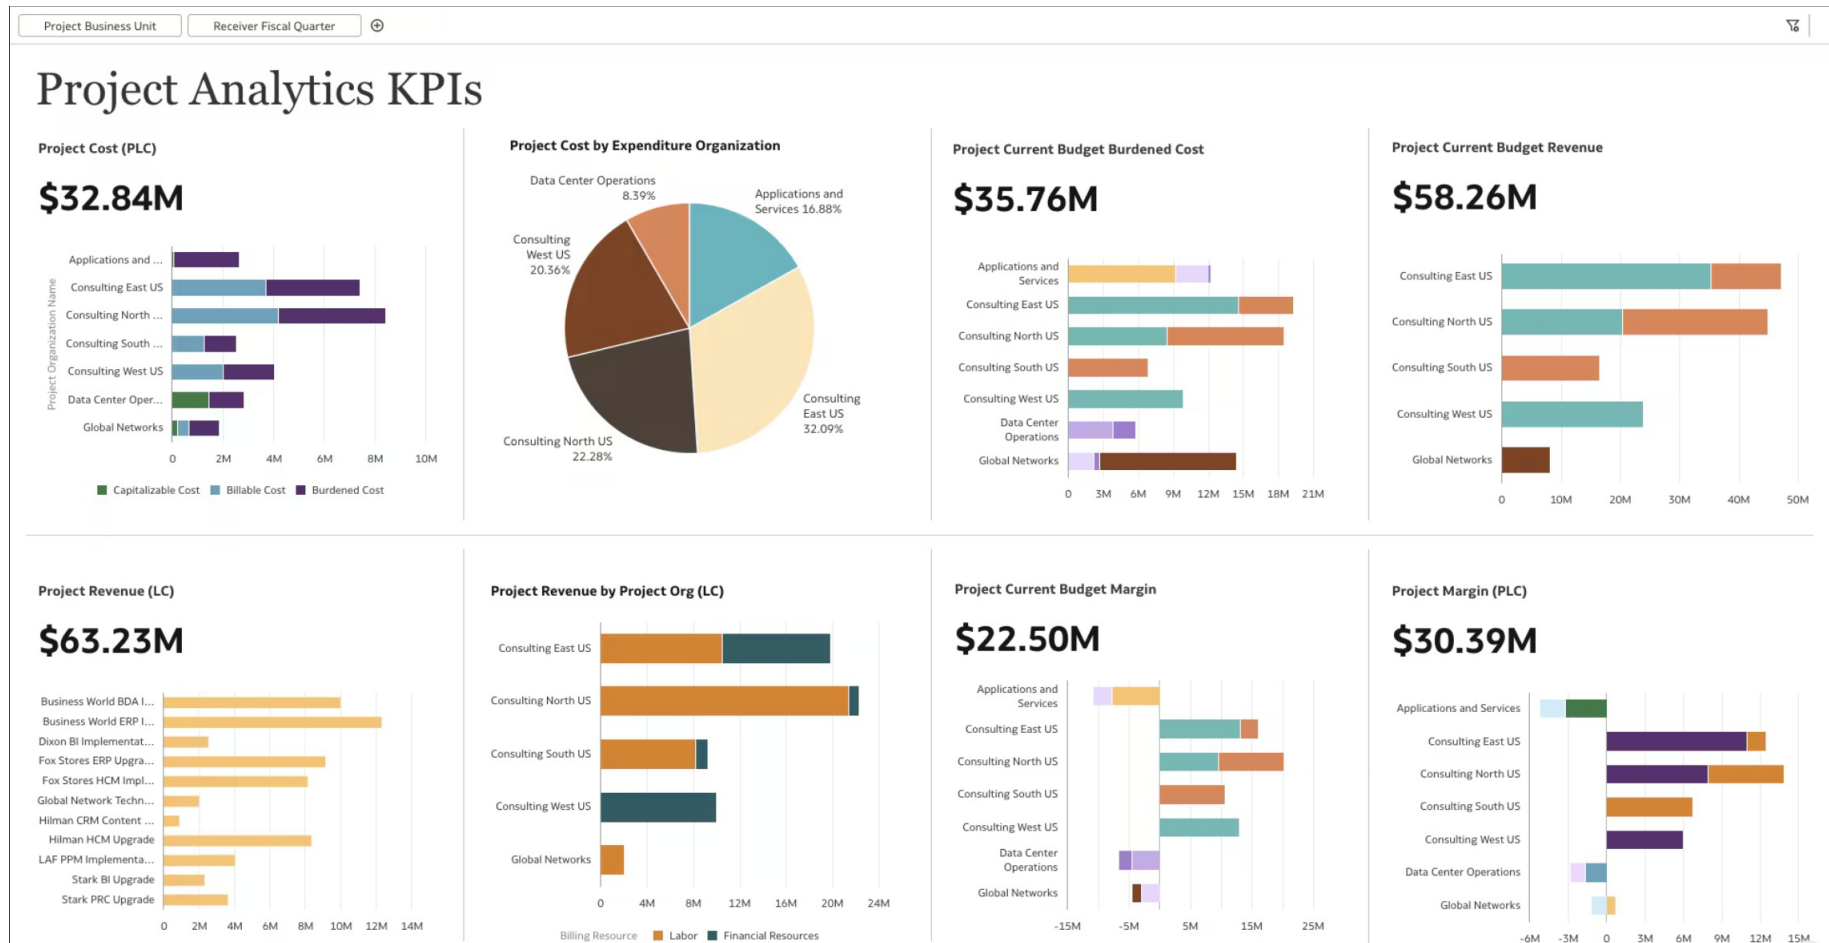 Project Business Unit
Receiver Fiscal Quarter
Project Analytics KPIs
Project Cost (PLC)
$32.84M
Project Organization Name
Applications and ...
Consulting East US
Consulting North ...
Consulting South ...
Consulting West US
Data Center Oper...
Global Networks
0 2M 4M 6M 8M 10M
Capitalizable Cost Billable Cost Burdened Cost
Project Cost by Expenditure Organization
Data Center Operations
8.39%
Applications and
Services 16.88%
Consulting
West US
20.36%
Consulting
East US
32.09%
Consulting North US
22.28%
Project Current Budget Burdened Cost
$35.76M
Applications and
Services
Consulting East US
Consulting North US
Consulting South US
Consulting West US
Data Center
Operations
Global Networks
0 3M 6M 9M 12M 15M 18M 21M
Project Current Budget Revenue
$58.26M
Consulting East US
Consulting North US
Consulting South US
Consulting West US
Global Networks
0 10M 20M 30M 40M 50M
Project Revenue (LC)
$63.23M
Business World BDA I...
Business World ERP I...
Dixon BI Implementat...
Fox Stores ERP Upgra...
Fox Stores HCM Impl...
Global Network Techn...
Hilman CRM Content ...
Hilman HCM Upgrade
LAF PPM Implementa...
Stark BI Upgrade
Stark PRC Upgrade
0 2M 4M 6M 8M 10M 12M 14M
Project Revenue by Project Org (LC)
Consulting East US
Consulting North US
Consulting South US
Consulting West US
Global Networks
0 4M 8M 12M 16M 20M 24M
Billing Resource Labor Financial Resources
Project Current Budget Margin
$22.50M
Applications and
Services
Consulting East US
Consulting North US
Consulting South US
Consulting West US
Data Center
Operations
Global Networks
-15M -5M 5M 15M 25M
Project Margin (PLC)
$30.39M
Applications and Services
Consulting East US
Consulting North US
Consulting South US
Consulting West US
Data Center Operations
Global Networks
-6M -3M 0 3M 6M 9M 12M 15M